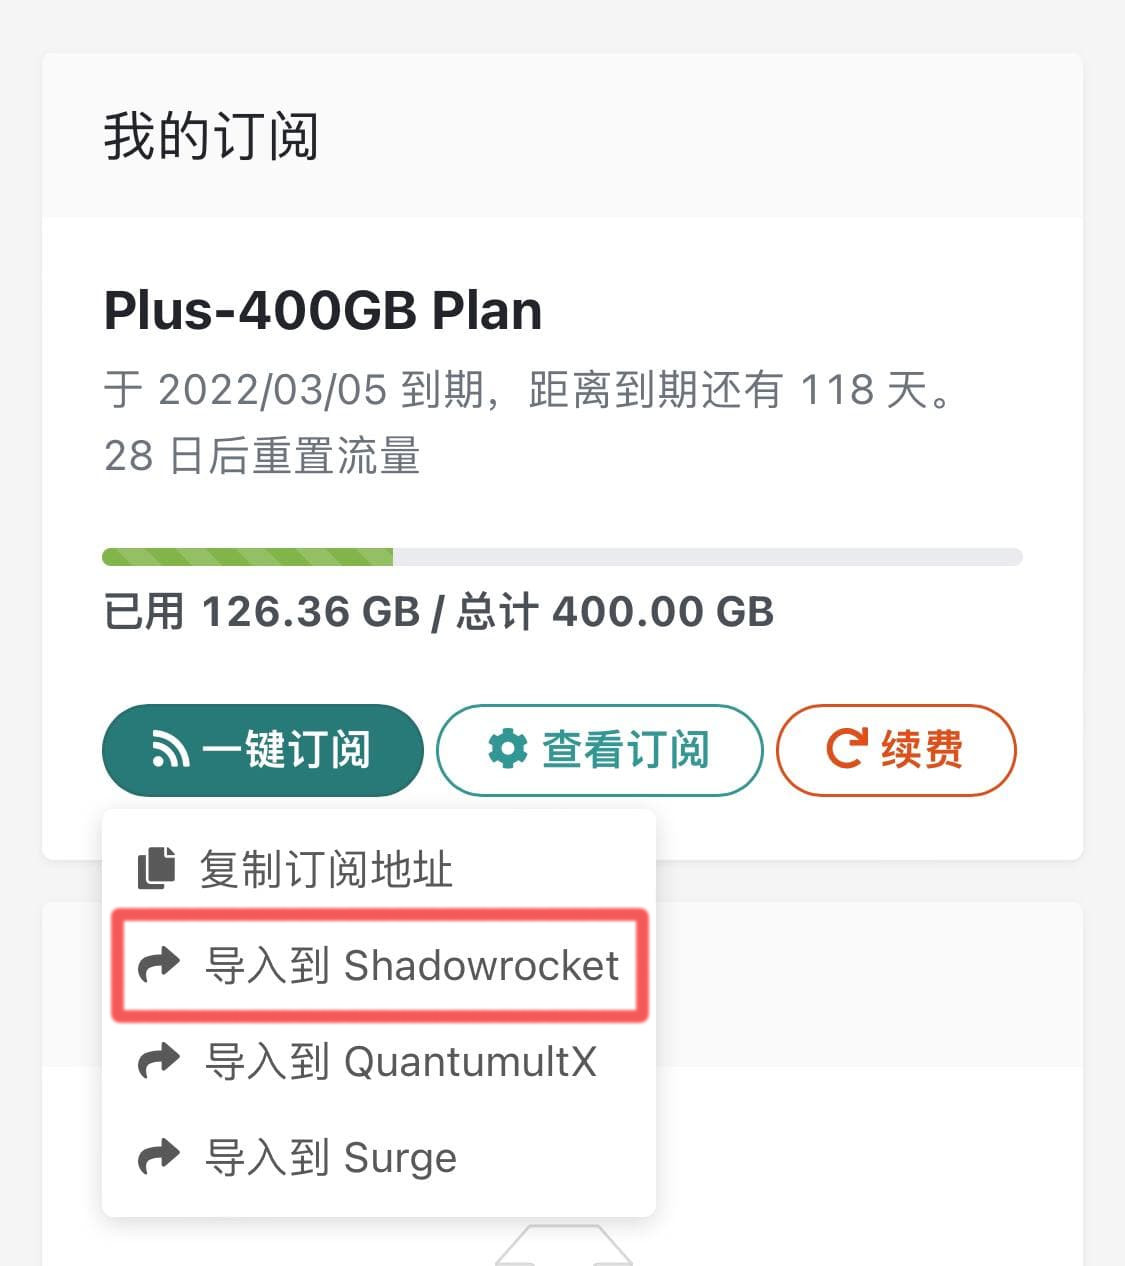 我的订阅
Plus-400GB Plan
于 2022/03/05 到期，距离到期还有 118 天。
28 日后重置流量
已用 126.36 GB / 总计 400.00 GB
一键订阅 查看订阅 续费
复制订阅地址
导入到 Shadowrocket
导入到 QuantumultX
导入到 Surge